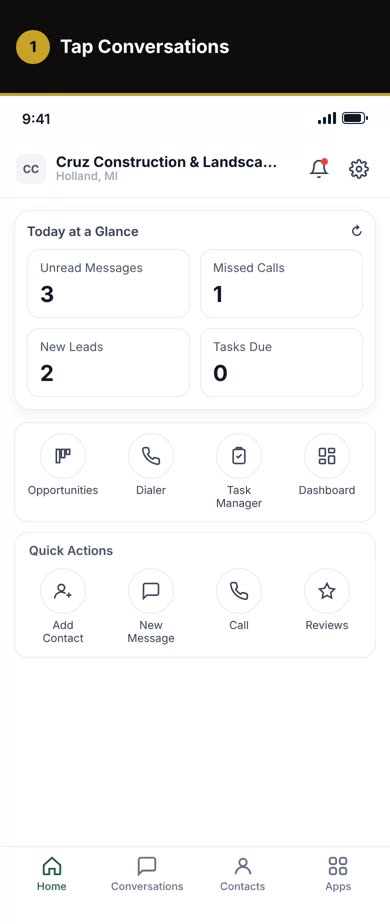 1 Tap Conversations
9:41
CC
Cruz Construction & Landsca...
Holland, MI
Today at a Glance
Unread Messages
3
Missed Calls
1
New Leads
2
Tasks Due
0
Opportunities
Dialer
Task
Manager
Dashboard
Quick Actions
Add
Contact
New
Message
Call
Reviews
Home
Conversations
Contacts
Apps